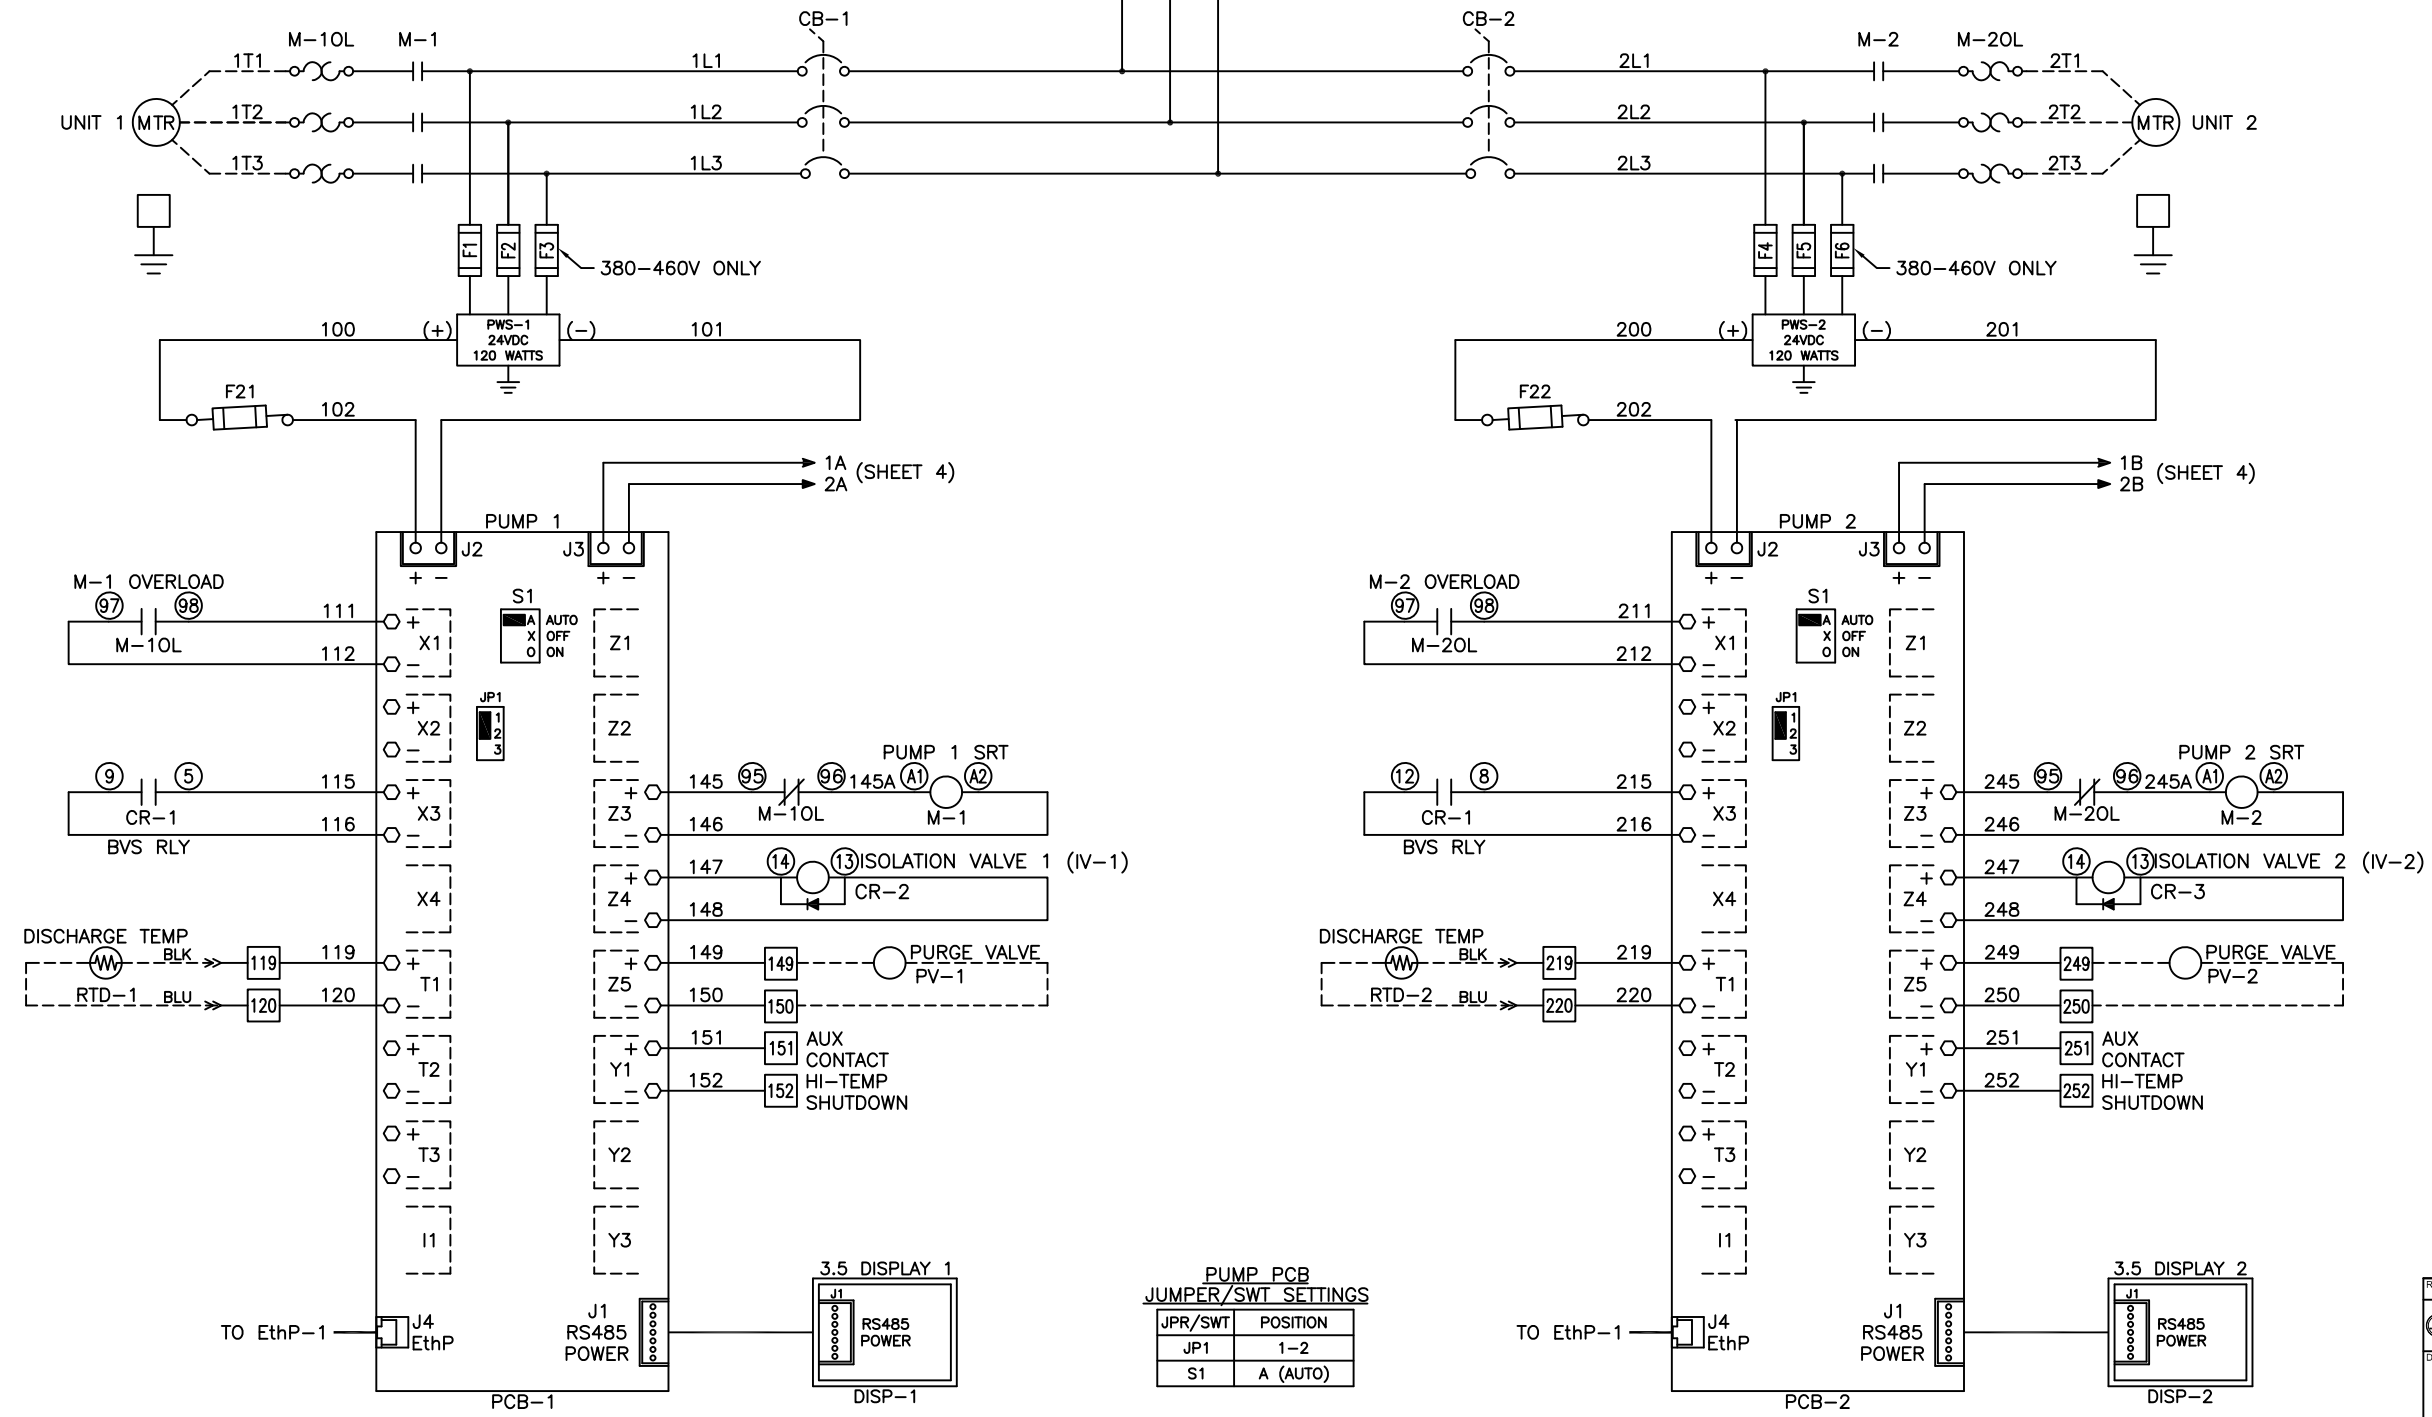 CB-1
CB-2
M-1OL
M-1
M-2
M-2OL
1T1
1L1
2L1
2T1
UNIT 1
MTR
1T2
1L2
2L2
2T2
MTR
UNIT 2
1T3
1L3
2L3
2T3
F1
F2
F3
380-460V ONLY
F4
F5
F6
380-460V ONLY
100
(+)
PWS-1
24VDC
120 WATTS
(-)
101
200
(+)
PWS-2
24VDC
120 WATTS
(-)
201
F21
102
F22
202
1A
2A
(SHEET 4)
1B
2B
(SHEET 4)
PUMP 1
J2
J3
+ -
+ -
M-1 OVERLOAD
97
98
M-1OL
111
112
+
X1
-
S1
A AUTO
X OFF
O ON
Z1
JP1
1
2
3
+
X2
-
Z2
9
5
CR-1
BVS RLY
115
116
+
X3
-
PUMP 1 SRT
+
Z3
-
145
95
96
145A
A1
A2
M-1OL
M-1
146
X4
+
Z4
-
147
14
13
ISOLATION VALVE 1 (IV-1)
CR-2
148
DISCHARGE TEMP
BLK
119
119
RTD-1
BLU
120
120
+
T1
-
+
Z5
-
149
149
PURGE VALVE
PV-1
150
150
+
T2
-
+
Y1
-
151
151
AUX
CONTACT
152
152
HI-TEMP
SHUTDOWN
+
T3
-
Y2
I1
Y3
TO EthP-1
J4
EthP
J1
RS485
POWER
3.5 DISPLAY 1
J1
RS485
POWER
DISP-1
PCB-1
PUMP PCB
JUMPER/SWT SETTINGS
JPR/SWT POSITION
JP1 1-2
S1 A (AUTO)
PUMP 2
J2
J3
+ -
+ -
M-2 OVERLOAD
97
98
M-2OL
211
212
+
X1
-
S1
A AUTO
X OFF
O ON
Z1
JP1
1
2
3
+
X2
-
Z2
12
8
CR-1
BVS RLY
215
216
+
X3
-
PUMP 2 SRT
+
Z3
-
245
95
96
245A
A1
A2
M-2OL
M-2
246
X4
+
Z4
-
247
14
13
ISOLATION VALVE 2 (IV-2)
CR-3
248
DISCHARGE TEMP
BLK
219
219
RTD-2
BLU
220
220
+
T1
-
+
Z5
-
249
249
PURGE VALVE
PV-2
250
250
+
T2
-
+
Y1
-
251
251
AUX
CONTACT
252
252
HI-TEMP
SHUTDOWN
+
T3
-
Y2
I1
Y3
TO EthP-1
J4
EthP
J1
RS485
POWER
3.5 DISPLAY 2
J1
RS485
POWER
DISP-2
PCB-2